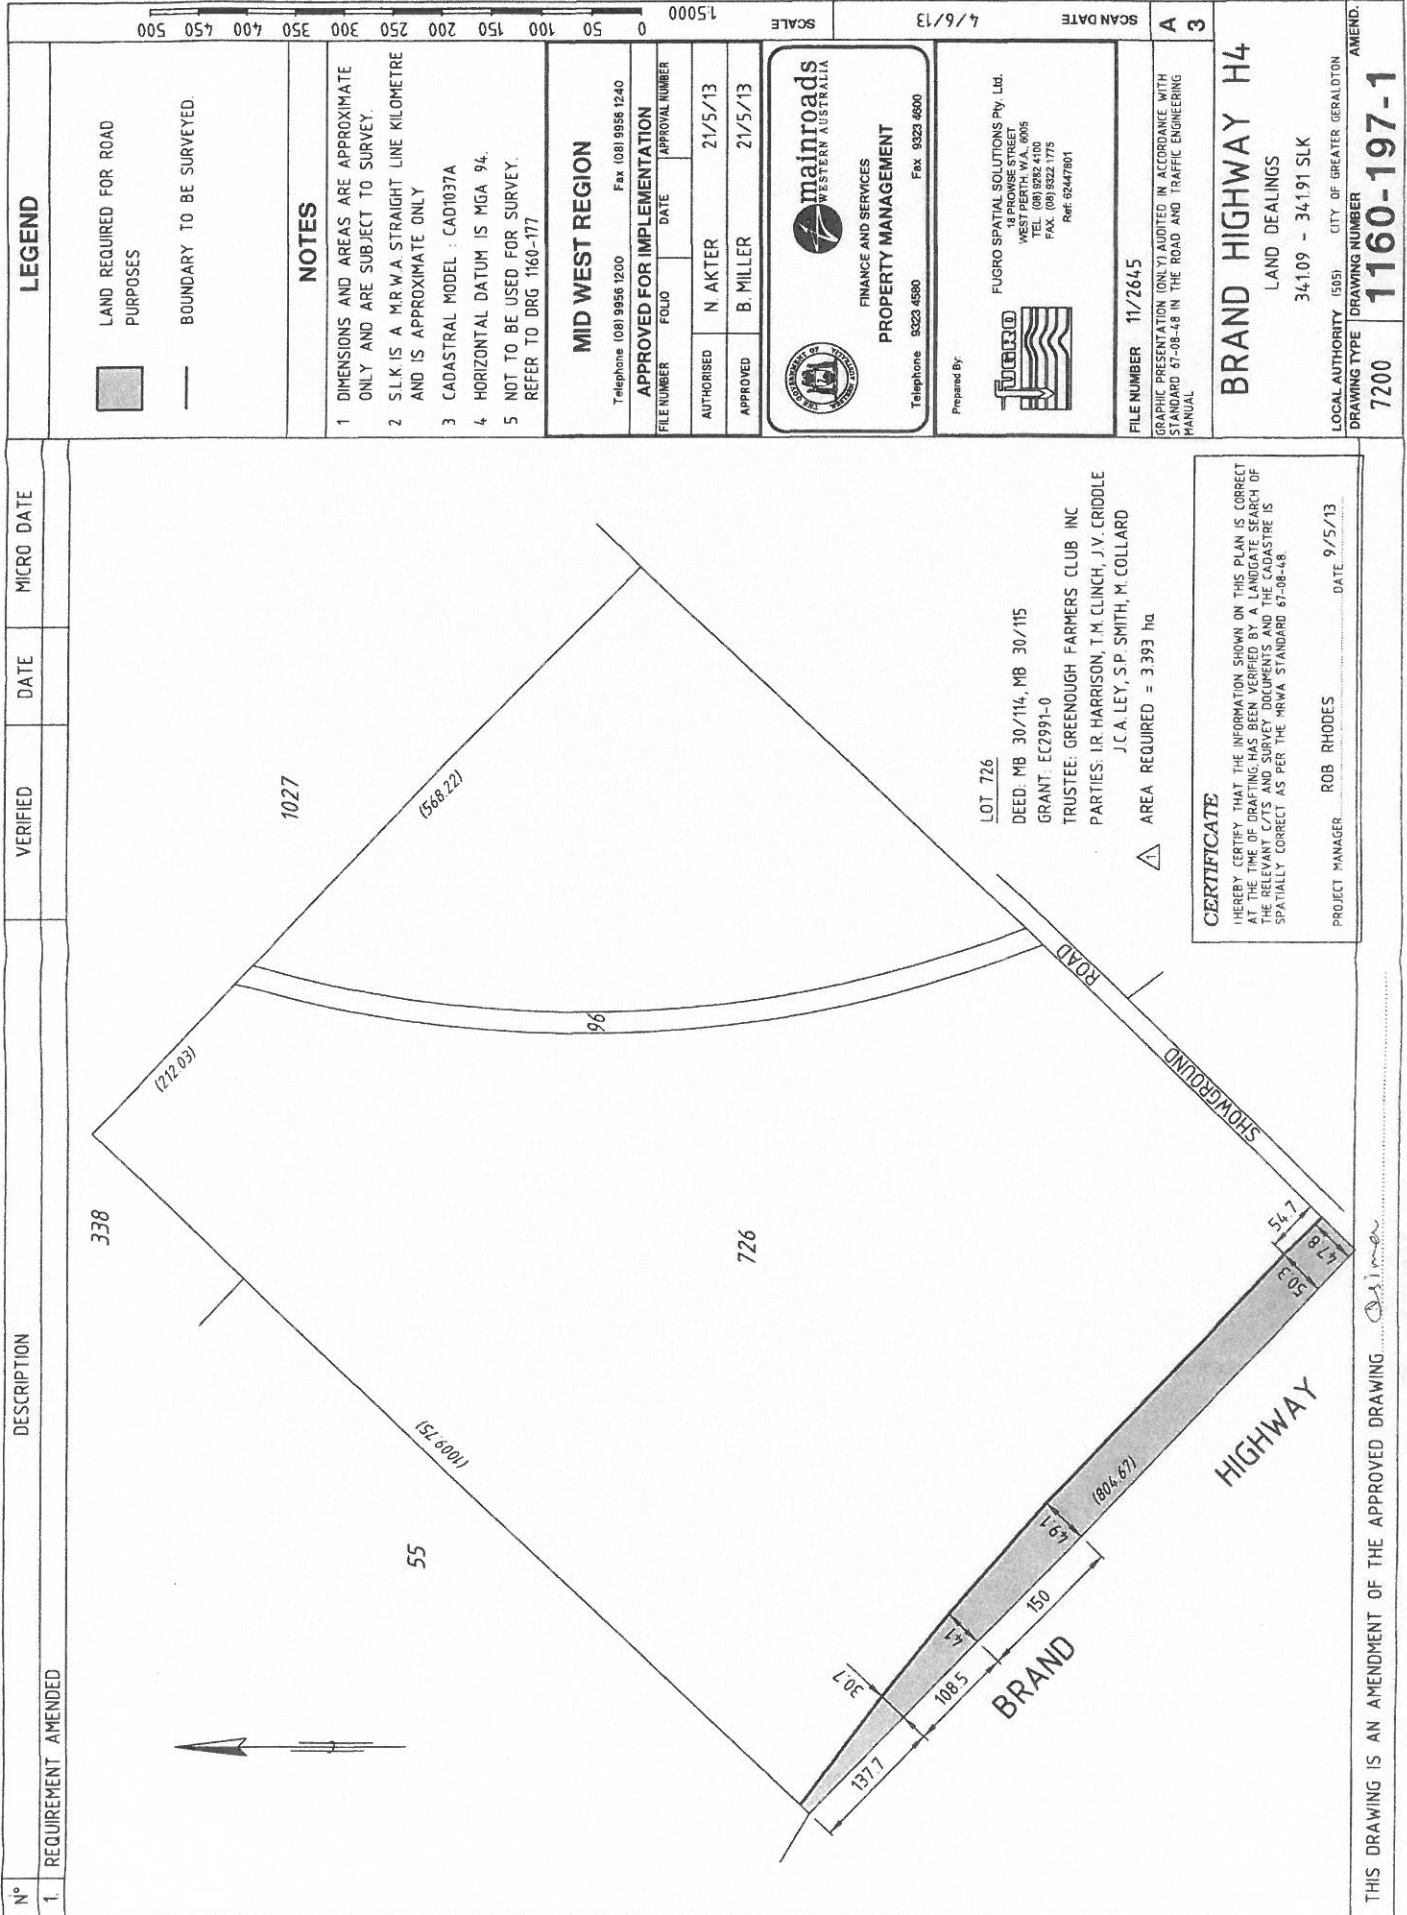 N° DESCRIPTION VERIFIED DATE MICRO DATE
1. REQUIREMENT AMENDED
338
1027
(212.03)
(568.22)
55
(1009.75)
96
726
ROAD
SHOWGROUND
54.7
47.8
50.3
(804.67)
49.1
41
30.7
150
108.5
137.7
BRAND
HIGHWAY
LOT 726
DEED: MB 30/114, MB 30/115
GRANT: EC2991-0
TRUSTEE: GREENOUGH FARMERS CLUB INC
PARTIES: I.R. HARRISON, T.M. CLINCH, J.V. CRIDDLE
J.C.A. LEY, S.P. SMITH, M. COLLARD
1 AREA REQUIRED = 3.393 ha
CERTIFICATE
I HEREBY CERTIFY THAT THE INFORMATION SHOWN ON THIS PLAN IS CORRECT
AT THE TIME OF DRAFTING, HAS BEEN VERIFIED BY A LANDGATE SEARCH OF
THE RELEVANT C/TS AND SURVEY DOCUMENTS AND THE CADASTRE IS
SPATIALLY CORRECT AS PER THE MRWA STANDARD 67-08-48.
PROJECT MANAGER ROB RHODES DATE 9/5/13
THIS DRAWING IS AN AMENDMENT OF THE APPROVED DRAWING
LEGEND
LAND REQUIRED FOR ROAD
PURPOSES
BOUNDARY TO BE SURVEYED.
NOTES
1 DIMENSIONS AND AREAS ARE APPROXIMATE
ONLY AND ARE SUBJECT TO SURVEY.
2 S.L.K IS A M.R.W.A STRAIGHT LINE KILOMETRE
AND IS APPROXIMATE ONLY
3 CADASTRAL MODEL : CAD1037A
4 HORIZONTAL DATUM IS MGA 94.
5 NOT TO BE USED FOR SURVEY.
REFER TO DRG 1160-177
MID WEST REGION
Telephone (08) 9956 1200 Fax (08) 9956 1240
APPROVED FOR IMPLEMENTATION
FILE NUMBER FOLIO DATE APPROVAL NUMBER
AUTHORISED N. AKTER 21/5/13
APPROVED B. MILLER 21/5/13
THE GOVERNMENT OF WESTERN AUSTRALIA
mainroads
WESTERN AUSTRALIA
FINANCE AND SERVICES
PROPERTY MANAGEMENT
Telephone 9323 4580 Fax 9323 4600
Prepared By:
FUGRO
FUGRO SPATIAL SOLUTIONS Pty. Ltd.
18 PROWSE STREET
WEST PERTH, W.A., 6005
TEL. (08) 9282 4100
FAX. (08) 9322 1775
Ref: 62447801
FILE NUMBER 11/2645
GRAPHIC PRESENTATION (ONLY) AUDITED IN ACCORDANCE WITH
STANDARD 67-08-48 IN THE ROAD AND TRAFFIC ENGINEERING
MANUAL
BRAND HIGHWAY H4
LAND DEALINGS
341.09 - 341.91 SLK
LOCAL AUTHORITY (505) CITY OF GREATER GERALDTON
DRAWING TYPE DRAWING NUMBER AMEND.
7200 1160-197-1
500 450 400 350 300 250 200 150 100 50 0
1:5000
SCALE
4/6/13
SCAN DATE
A 3